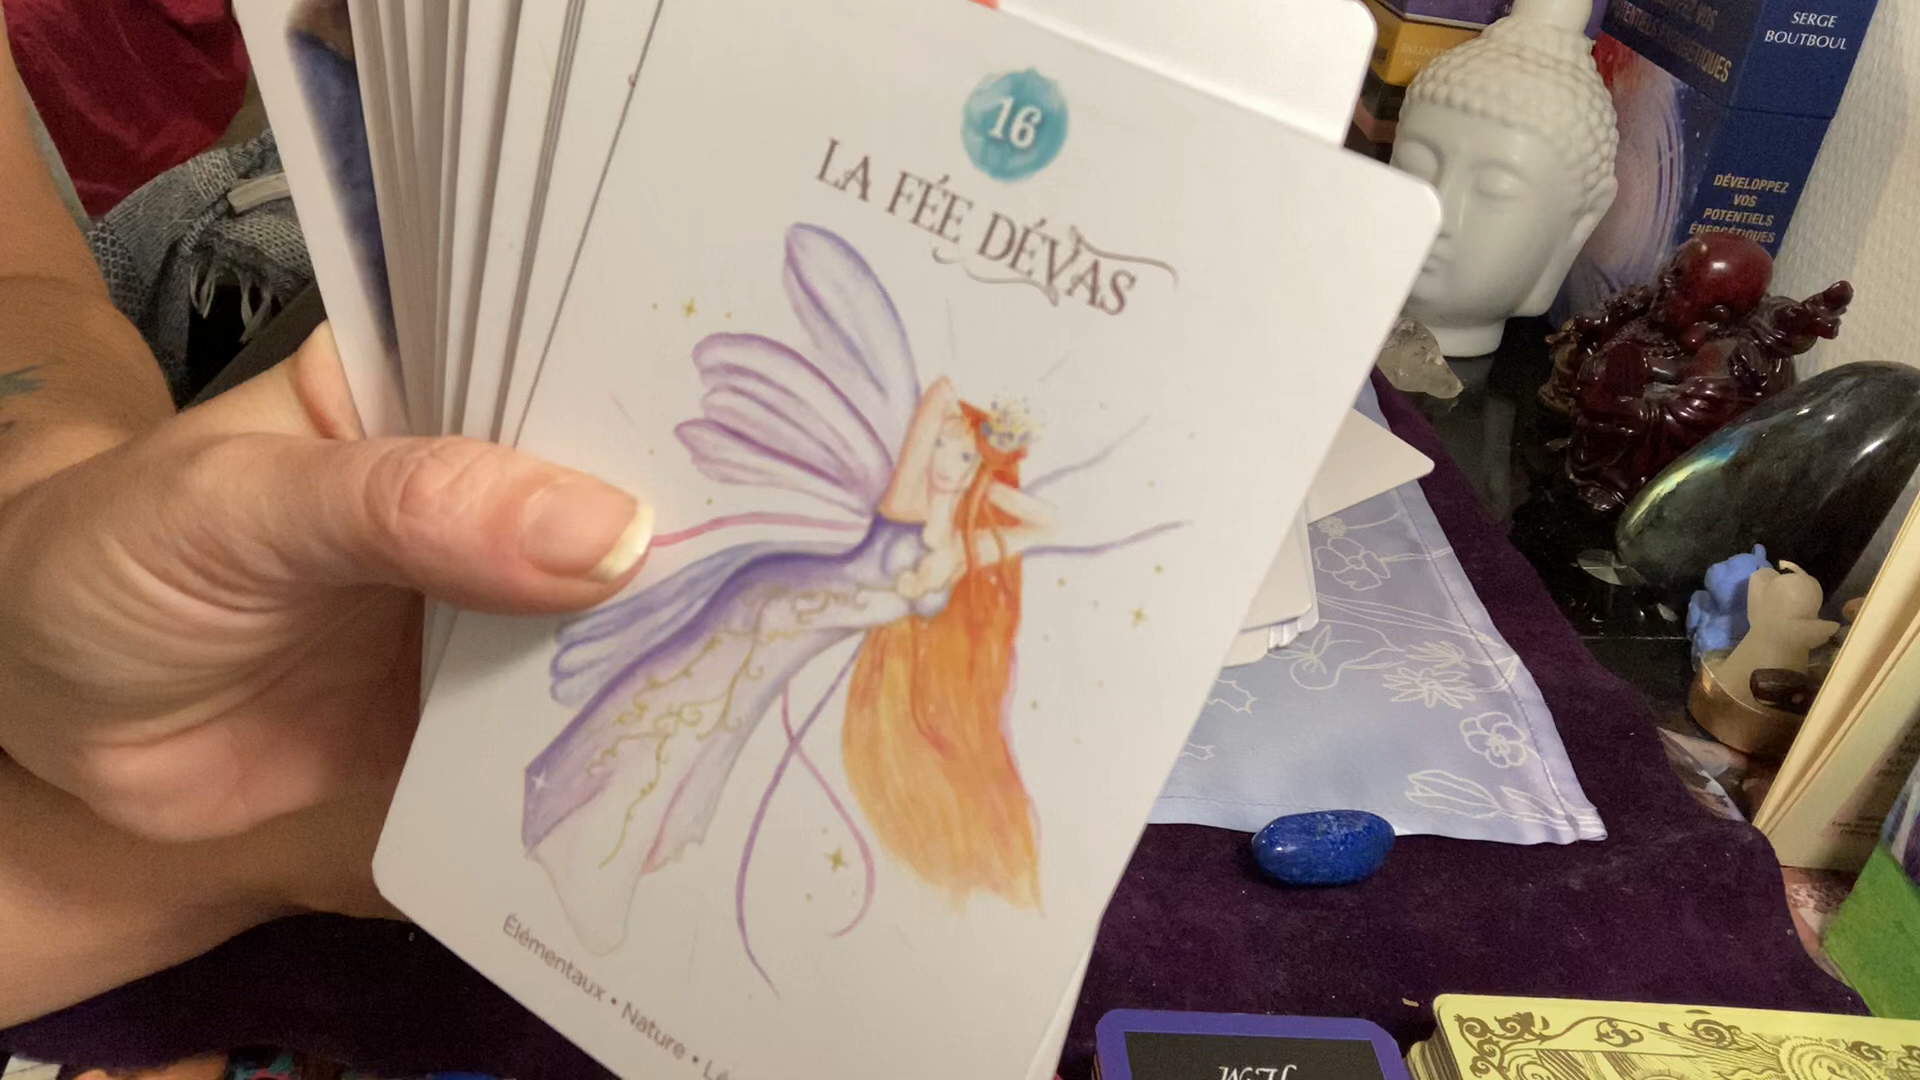 16
LA FÉE DÉVAS
Élémentaux • Nature •
SERGE
BOUTBOUL
DÉVELOPPEZ
VOS
POTENTIELS
ÉNERGÉTIQUES